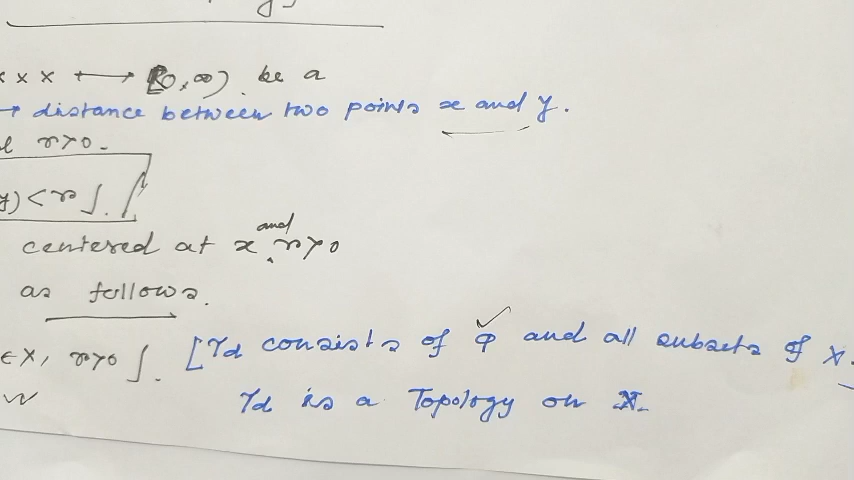 x x ⟼ [0, ∞). be a
→ distance between two points x and y.
r>0.
y) < r }.
centered at x and r>0
as follows.
∈ X, r>0 }. [τd consists of φ and all subsets of X.
τd is a Topology on X.